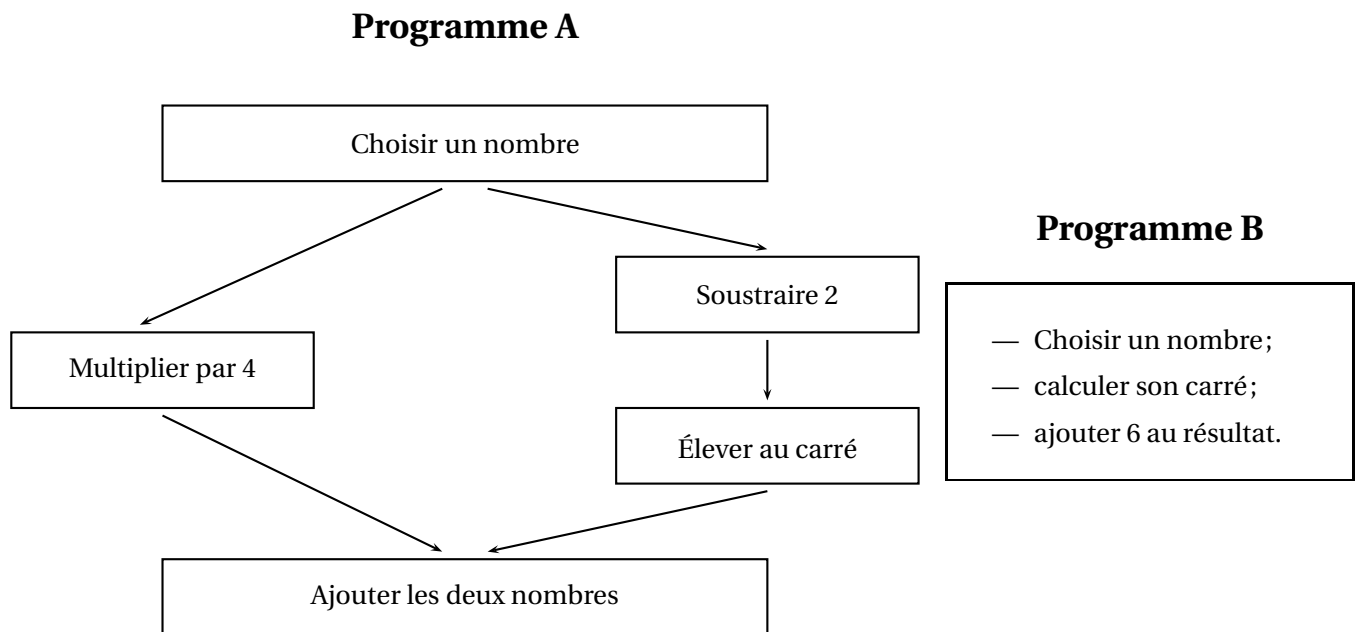 Programme A
Choisir un nombre
Soustraire 2
Multiplier par 4
Élever au carré
Ajouter les deux nombres
Programme B
— Choisir un nombre;
— calculer son carré;
— ajouter 6 au résultat.